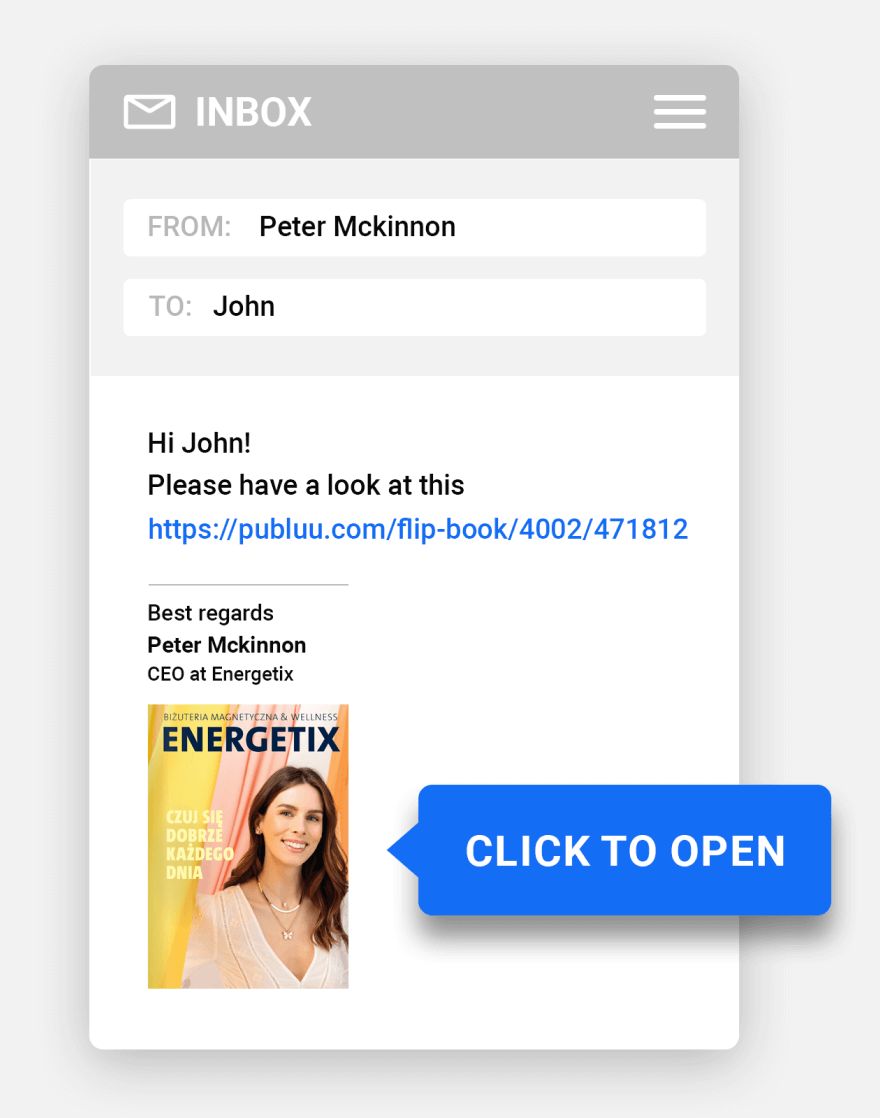 INBOX
FROM: Peter Mckinnon
TO: John
Hi John!
Please have a look at this
https://publuu.com/flip-book/4002/471812
Best regards
Peter Mckinnon
CEO at Energetix
BIŻUTERIA MAGNETYCZNA & WELLNESS
ENERGETIX
CZUJ SIĘ
DOBRZE
KAŻDEGO
DNIA
CLICK TO OPEN